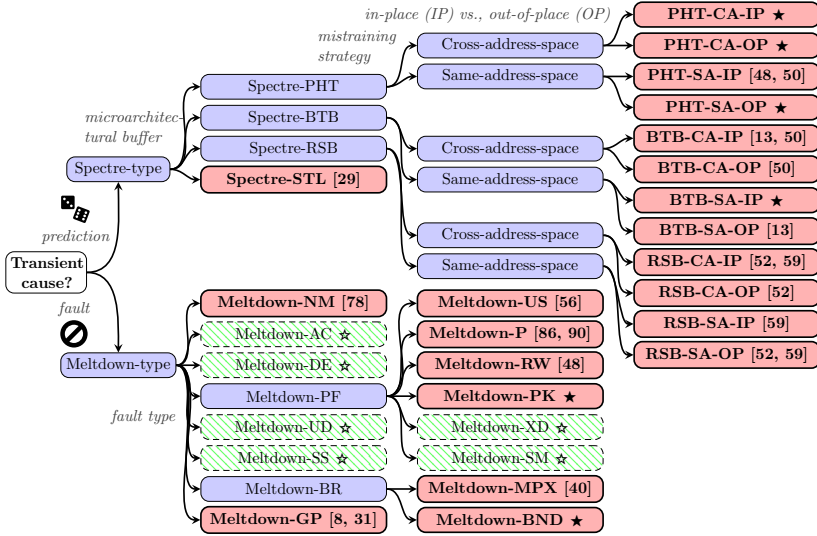 in-place (IP) vs., out-of-place (OP)
mistraining
strategy
microarchitec-
tural buffer
Transient
cause?
prediction
fault
fault type
Spectre-type
Meltdown-type
Spectre-PHT
Spectre-BTB
Spectre-RSB
Spectre-STL [29]
Cross-address-space
Same-address-space
Cross-address-space
Same-address-space
Cross-address-space
Same-address-space
PHT-CA-IP ★
PHT-CA-OP ★
PHT-SA-IP [48, 50]
PHT-SA-OP ★
BTB-CA-IP [13, 50]
BTB-CA-OP [50]
BTB-SA-IP ★
BTB-SA-OP [13]
RSB-CA-IP [52, 59]
RSB-CA-OP [52]
RSB-SA-IP [59]
RSB-SA-OP [52, 59]
Meltdown-NM [78]
Meltdown-AC ☆
Meltdown-DE ☆
Meltdown-PF
Meltdown-UD ☆
Meltdown-SS ☆
Meltdown-BR
Meltdown-GP [8, 31]
Meltdown-US [56]
Meltdown-P [86, 90]
Meltdown-RW [48]
Meltdown-PK ★
Meltdown-XD ☆
Meltdown-SM ☆
Meltdown-MPX [40]
Meltdown-BND ★